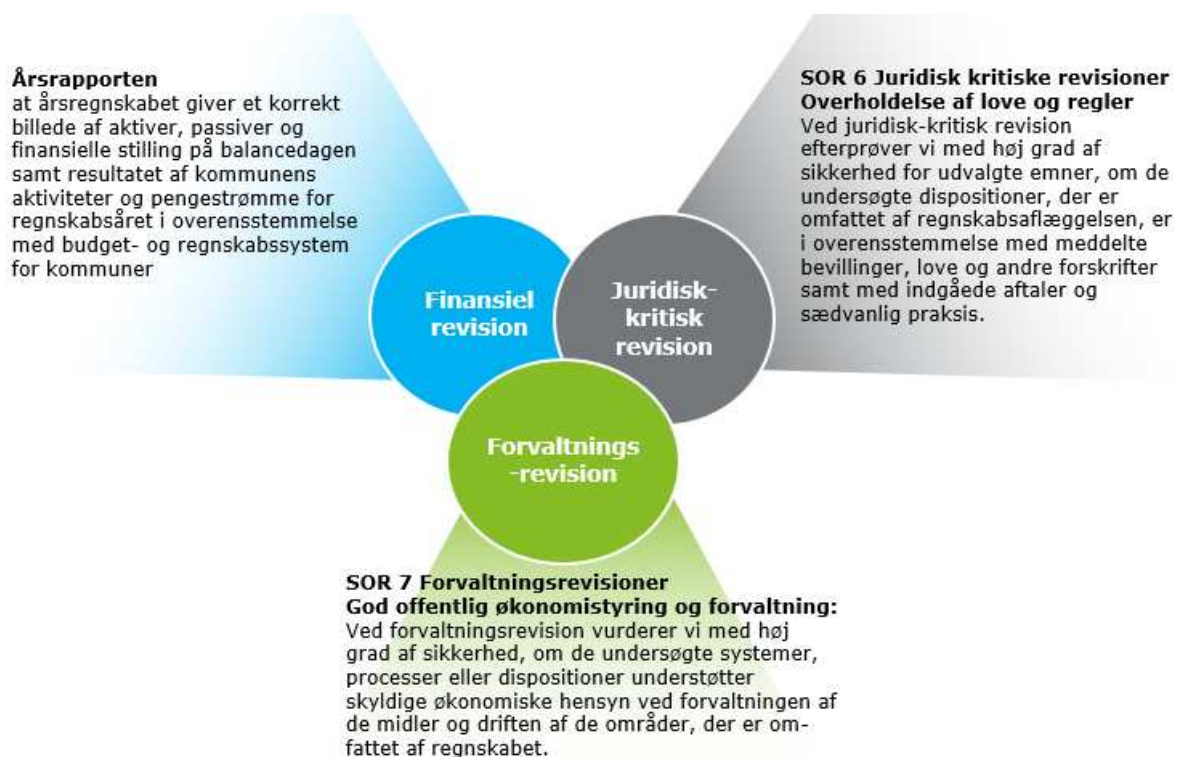 Årsrapporten
at årsregnskabet giver et korrekt
billede af aktiver, passiver og
finansielle stilling på balancedagen
samt resultatet af kommunens
aktiviteter og pengestrømme for
regnskabsåret i overensstemmelse
med budget- og regnskabssystem
for kommuner
SOR 6 Juridisk kritiske revisioner
Overholdelse af love og regler
Ved juridisk-kritisk revision
efterprøver vi med høj grad af
sikkerhed for udvalgte emner, om de
undersøgte dispositioner, der er
omfattet af regnskabsaflæggelsen, er
i overensstemmelse med meddelte
bevillinger, love og andre forskrifter
samt med indgåede aftaler og
sædvanlig praksis.
Finansiel
revision
Juridisk-
kritisk
revision
Forvaltnings
-revision
SOR 7 Forvaltningsrevisioner
God offentlig økonomistyring og forvaltning:
Ved forvaltningsrevision vurderer vi med høj
grad af sikkerhed, om de undersøgte systemer,
processer eller dispositioner understøtter
skyldige økonomiske hensyn ved forvaltningen af
de midler og driften af de områder, der er om-
fattet af regnskabet.